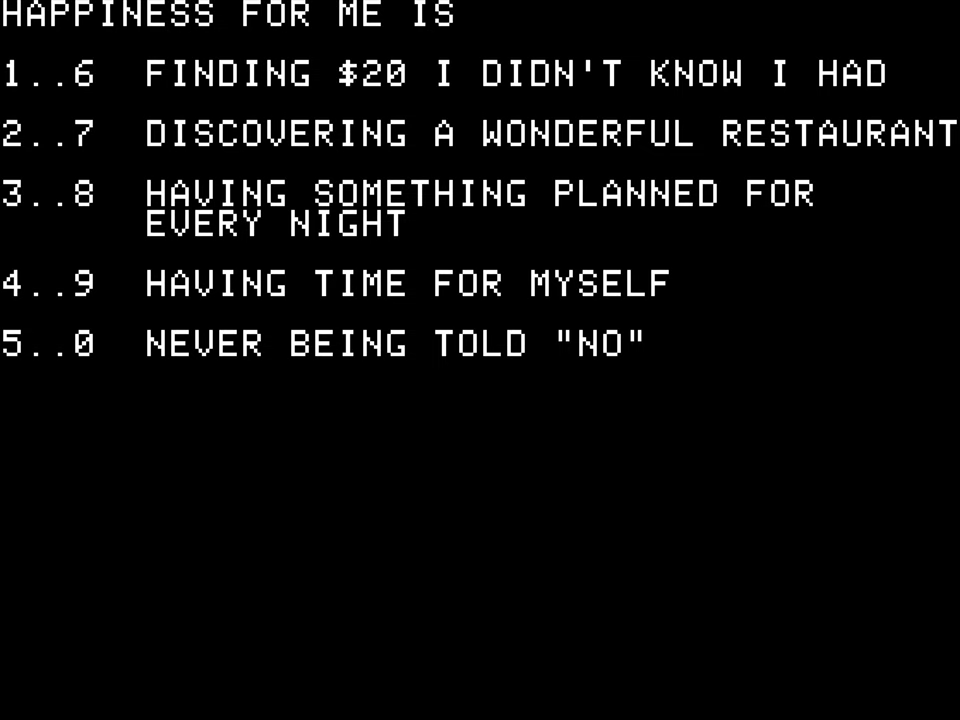 HAPPINESS FOR ME IS
1..6  FINDING $20 I DIDN'T KNOW I HAD
2..7  DISCOVERING A WONDERFUL RESTAURANT
3..8  HAVING SOMETHING PLANNED FOR
EVERY NIGHT
4..9  HAVING TIME FOR MYSELF
5..0  NEVER BEING TOLD "NO"